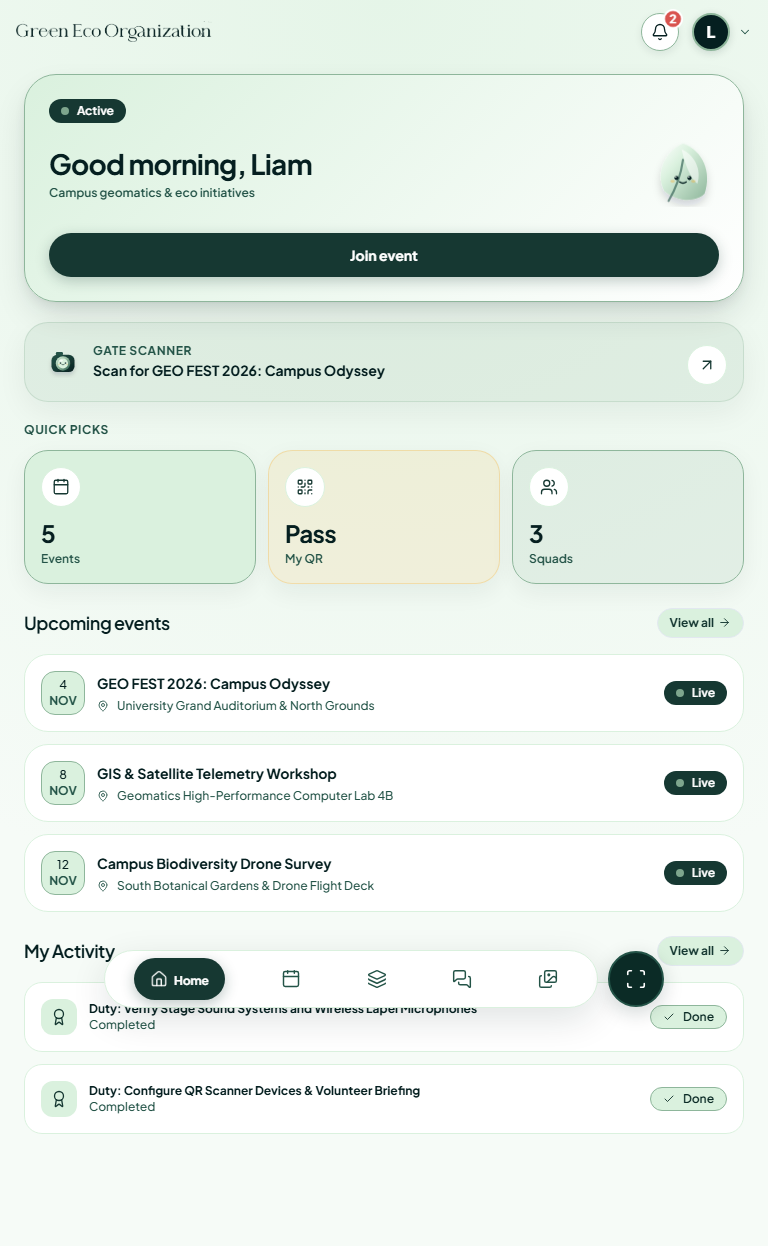 Green Eco Organization
2
L
Active
Good morning, Liam
Campus geomatics & eco initiatives
Join event
GATE SCANNER
Scan for GEO FEST 2026: Campus Odyssey
QUICK PICKS
5
Events
Pass
My QR
3
Squads
Upcoming events
View all →
4
NOV
GEO FEST 2026: Campus Odyssey
University Grand Auditorium & North Grounds
Live
8
NOV
GIS & Satellite Telemetry Workshop
Geomatics High-Performance Computer Lab 4B
Live
12
NOV
Campus Biodiversity Drone Survey
South Botanical Gardens & Drone Flight Deck
Live
My Activity
View all →
Home
Duty: Verify Stage Sound Systems and Wireless Lapel Microphones
Completed
Done
Duty: Configure QR Scanner Devices & Volunteer Briefing
Completed
Done